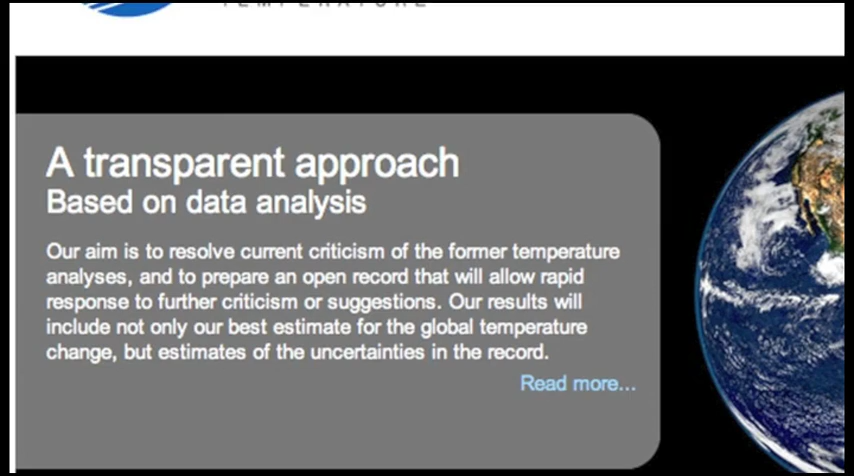 TEMPERATURE
A transparent approach
Based on data analysis
Our aim is to resolve current criticism of the former temperature
analyses, and to prepare an open record that will allow rapid
response to further criticism or suggestions. Our results will
include not only our best estimate for the global temperature
change, but estimates of the uncertainties in the record.
Read more...